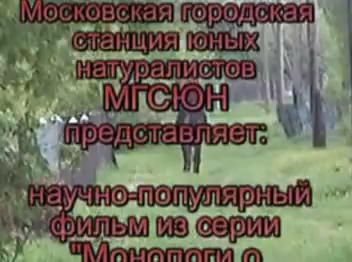 Московская городская
станция юных
натуралистов
МГСЮН
представляет:
научно-популярный
фильм из серии
"Монологи о